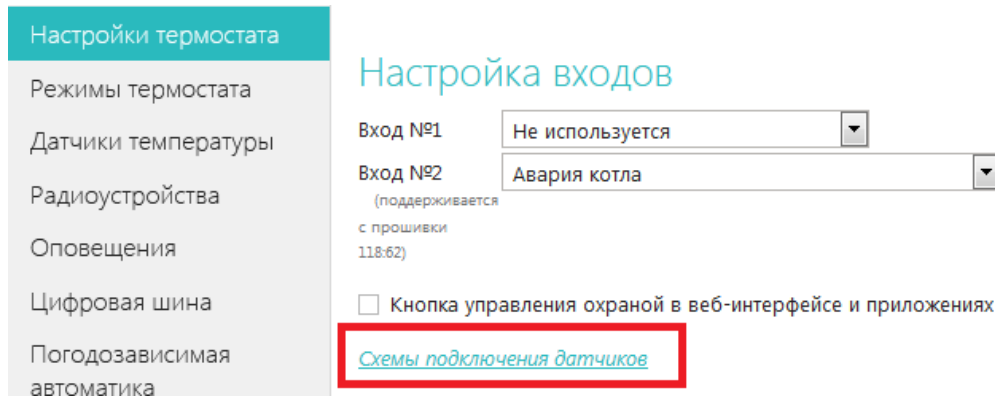 Настройки термостата
Режимы термостата
Датчики температуры
Радиоустройства
Оповещения
Цифровая шина
Погодозависимая
автоматика
Настройка входов
Вход №1 Не используется
Вход №2 Авария котла
(поддерживается
с прошивки
118:62)
Кнопка управления охраной в веб-интерфейсе и приложениях
Схемы подключения датчиков